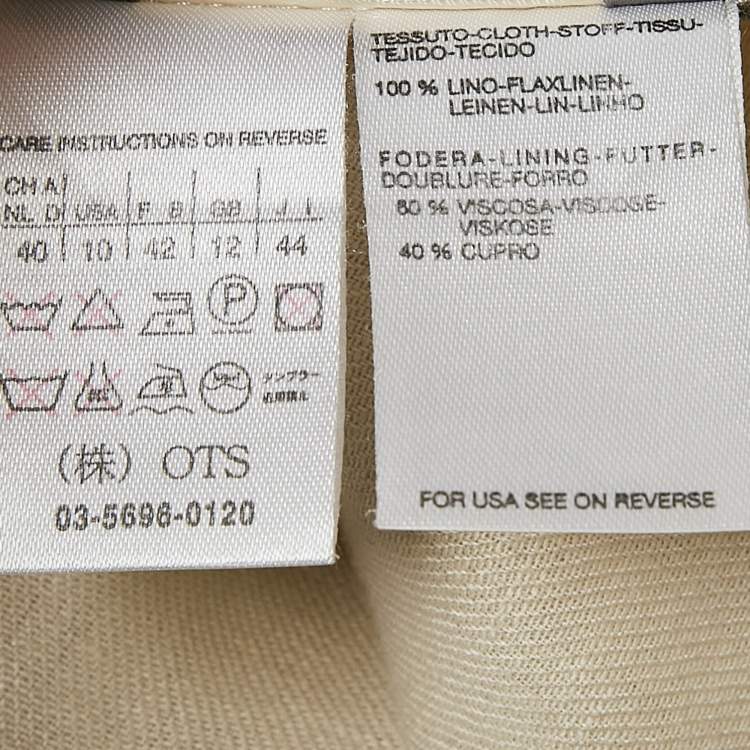 CARE INSTRUCTIONS ON REVERSE
CH A
NL D USA F B GB J I
40 10 42 12 44
P
(株) OTS
03-5696-0120
TESSUTO-CLOTH-STOFF-TISSU-
TEJIDO-TECIDO
100 % LINO-FLAXLINEN-
LEINEN-LIN-LINHO
FODERA-LINING-FUTTER-
DOUBLURE-FORRO
60 % VISCOSA-VISCOSE-
VISKOSE
40 % CUPRO
FOR USA SEE ON REVERSE